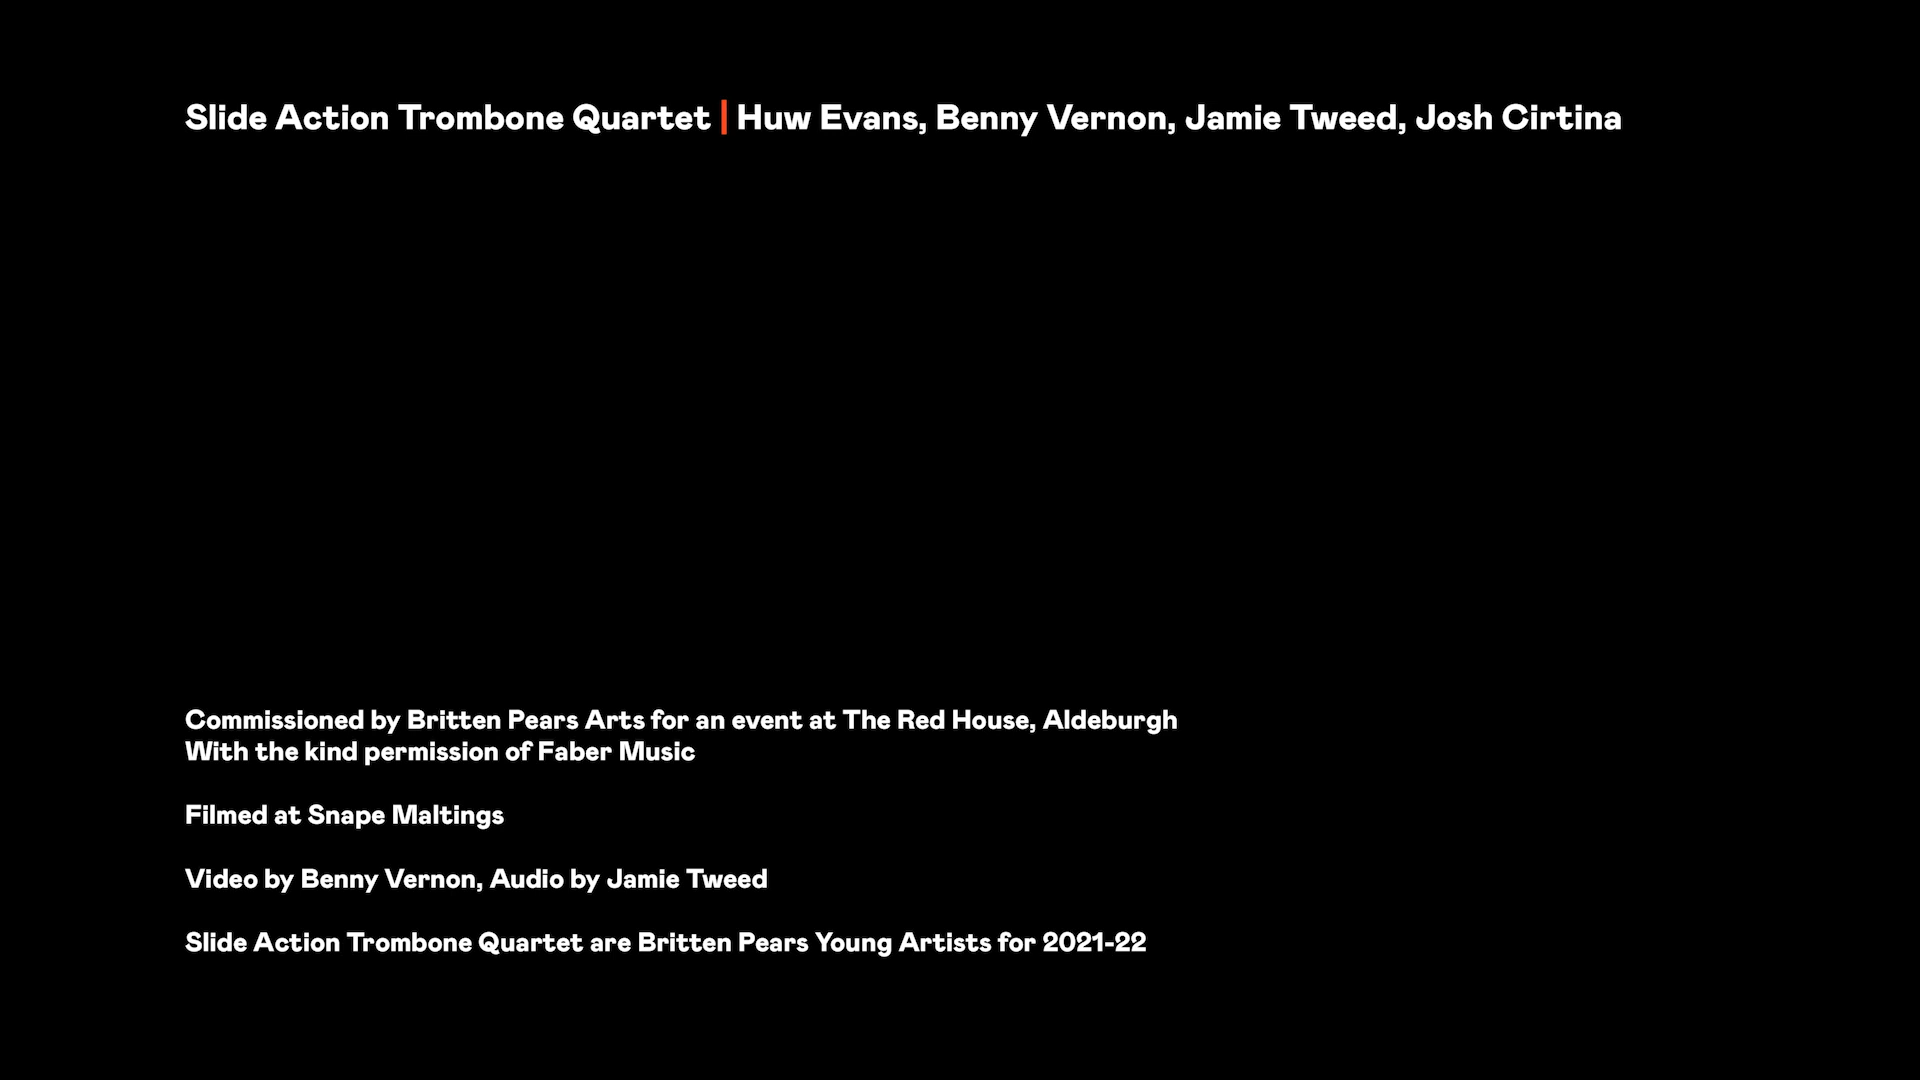 Slide Action Trombone Quartet | Huw Evans, Benny Vernon, Jamie Tweed, Josh Cirtina
Commissioned by Britten Pears Arts for an event at The Red House, Aldeburgh
With the kind permission of Faber Music
Filmed at Snape Maltings
Video by Benny Vernon, Audio by Jamie Tweed
Slide Action Trombone Quartet are Britten Pears Young Artists for 2021-22